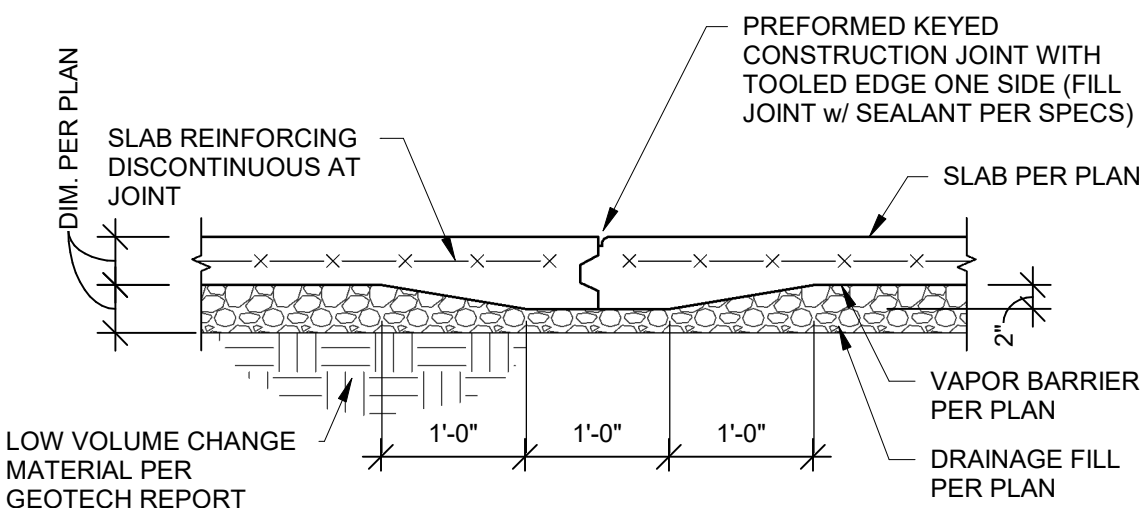 PREFORMED KEYED
CONSTRUCTION JOINT WITH
TOOLED EDGE ONE SIDE (FILL
JOINT w/ SEALANT PER SPECS)
DIM. PER PLAN
SLAB REINFORCING
DISCONTINUOUS AT
JOINT
SLAB PER PLAN
2"
VAPOR BARRIER
PER PLAN
DRAINAGE FILL
PER PLAN
LOW VOLUME CHANGE
MATERIAL PER
GEOTECH REPORT
1'-0"
1'-0"
1'-0"